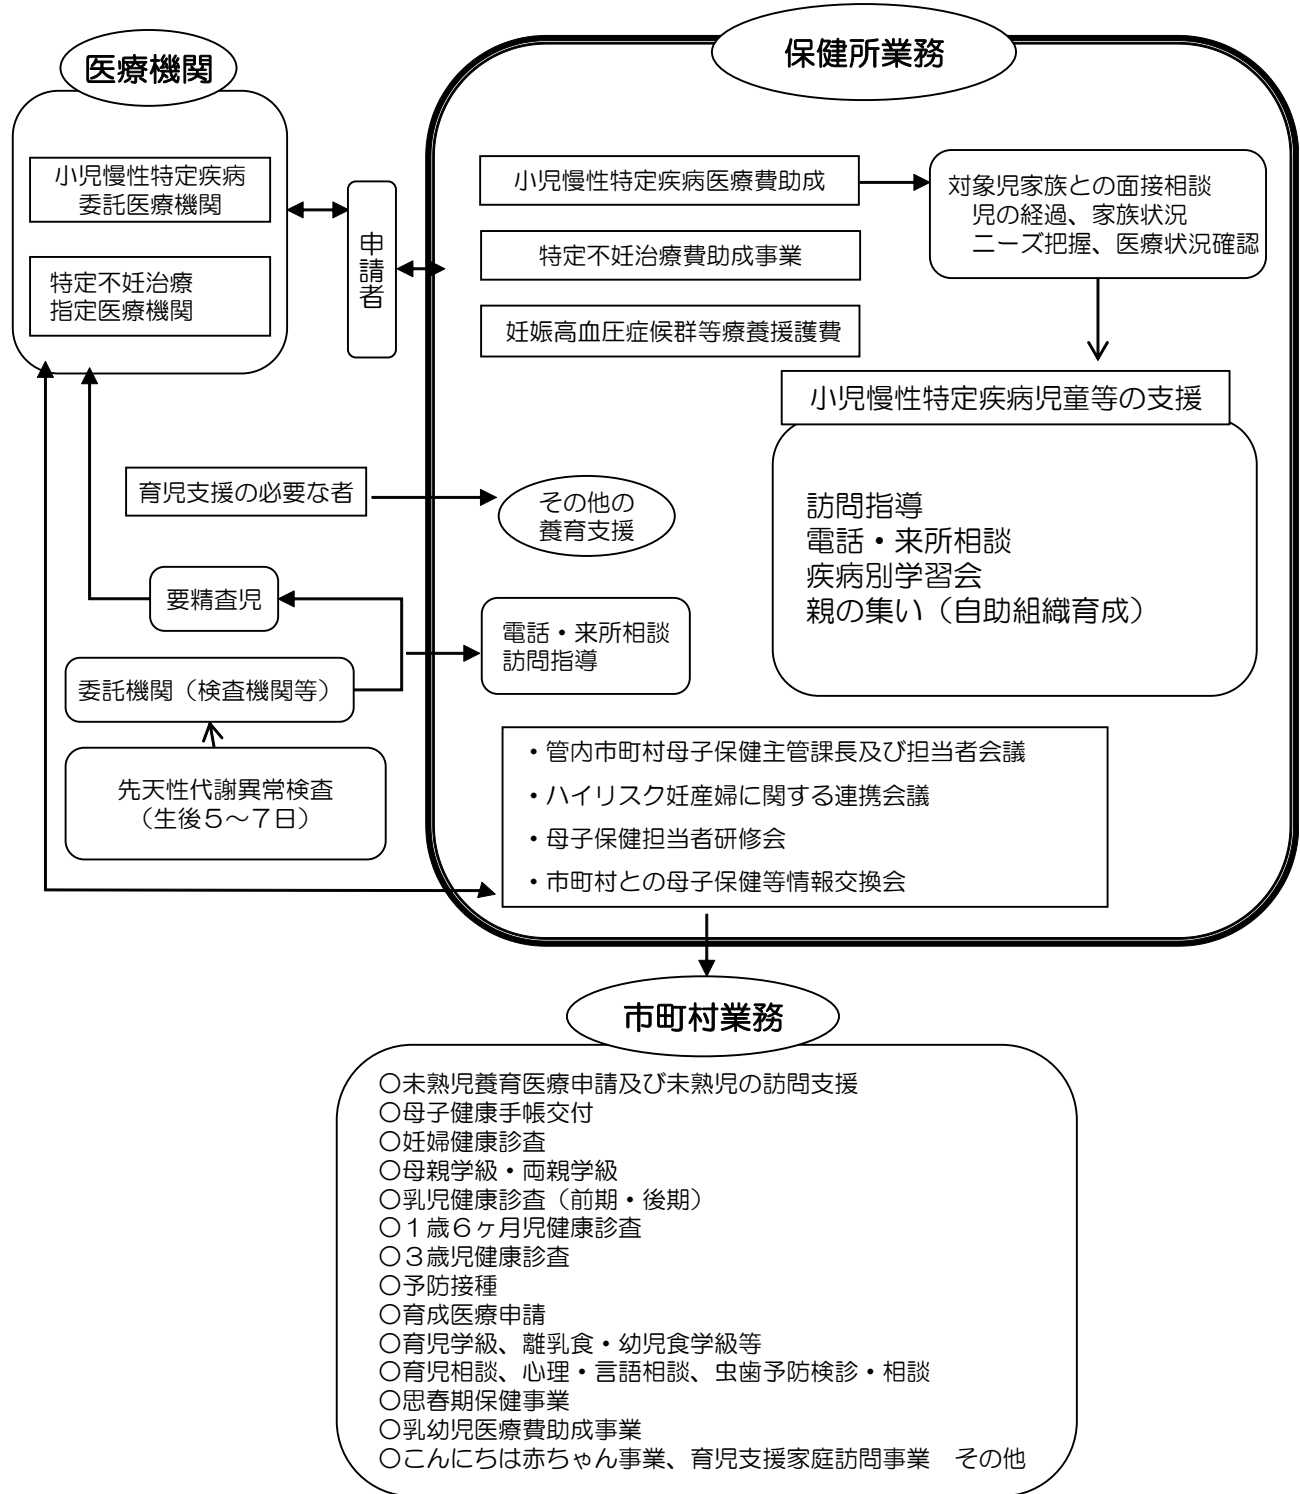 医療機関
保健所業務
小児慢性特定疾病
委託医療機関
特定不妊治療
指定医療機関
申請者
小児慢性特定疾病医療費助成
特定不妊治療費助成事業
妊娠高血圧症候群等療養援護費
対象児家族との面接相談
児の経過、家族状況
ニーズ把握、医療状況確認
小児慢性特定疾病児童等の支援
訪問指導
電話・来所相談
疾病別学習会
親の集い（自助組織育成）
育児支援の必要な者
その他の
養育支援
要精査児
電話・来所相談
訪問指導
委託機関（検査機関等）
先天性代謝異常検査
（生後５～７日）
・管内市町村母子保健主管課長及び担当者会議
・ハイリスク妊産婦に関する連携会議
・母子保健担当者研修会
・市町村との母子保健等情報交換会
市町村業務
○未熟児養育医療申請及び未熟児の訪問支援
○母子健康手帳交付
○妊婦健康診査
○母親学級・両親学級
○乳児健康診査（前期・後期）
○１歳６ヶ月児健康診査
○３歳児健康診査
○予防接種
○育成医療申請
○育児学級、離乳食・幼児食学級等
○育児相談、心理・言語相談、虫歯予防検診・相談
○思春期保健事業
○乳幼児医療費助成事業
○こんにちは赤ちゃん事業、育児支援家庭訪問事業　その他